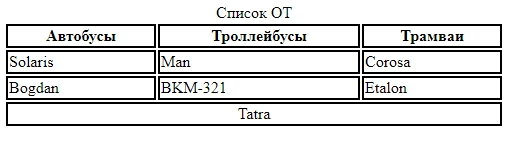 Список ОТ
Автобусы Троллейбусы Трамваи
Solaris Man Corosa
Bogdan BKM-321 Etalon
Tatra